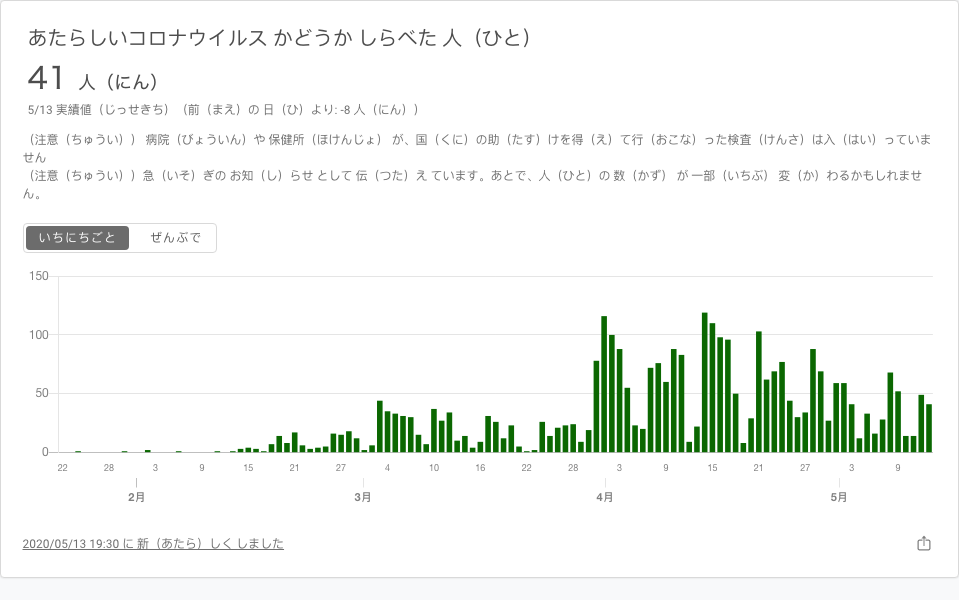 あたらしいコロナウイルス かどうか しらべた 人（ひと）
41 人（にん）
5/13 実績値（じっせきち）（前（まえ）の 日（ひ）より: -8 人（にん））
（注意（ちゅうい）） 病院（びょういん）や 保健所（ほけんじょ） が、国（くに）の助（たす）けを得（え）て行（おこな）った検査（けんさ）は入（はい）っていま
せん
（注意（ちゅうい））急（いそ）ぎの お知（し）らせ として 伝（つた）え ています。あとで、人（ひと）の 数（かず） が 一部（いちぶ） 変（か）わるかもしれませ
ん。
いちにちごと ぜんぶで
150
100
50
0
22 28 3 9 15 21 27 4 10 16 22 28 3 9 15 21 27 3 9
2月 3月 4月 5月
2020/05/13 19:30 に 新（あたら）しく しました